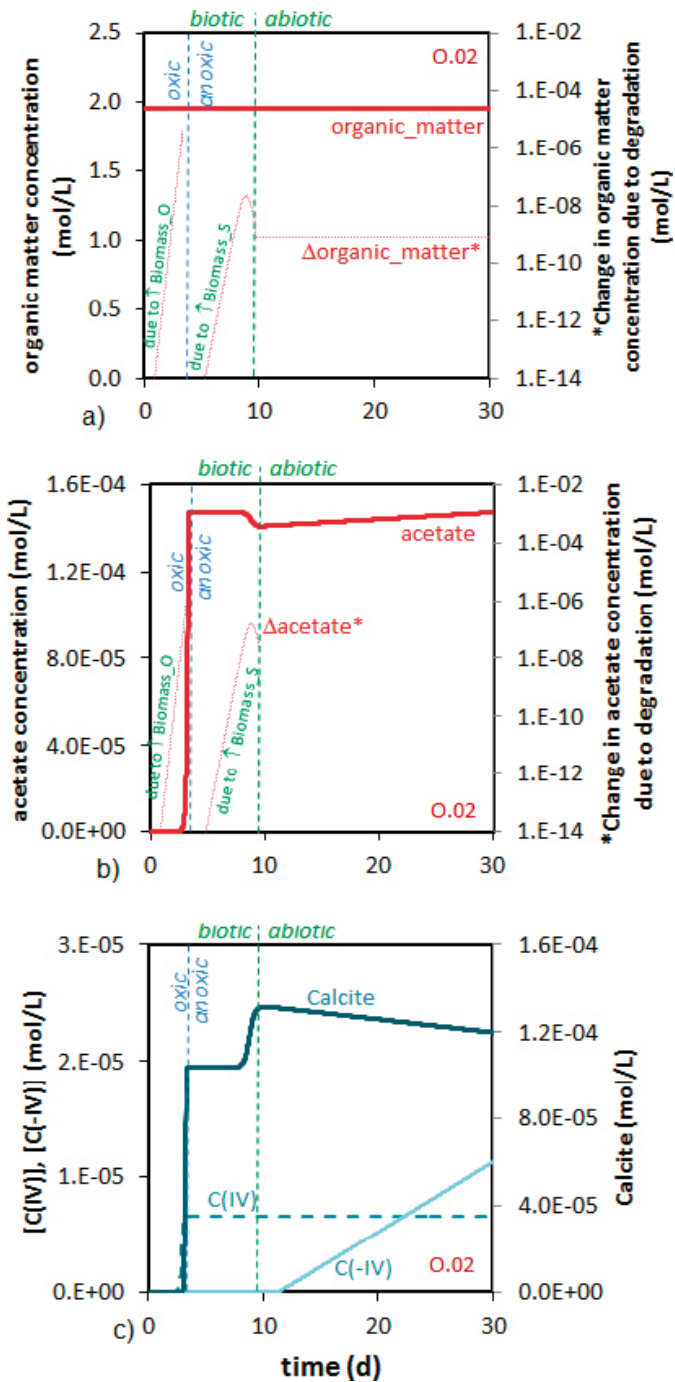 biotic abiotic
2.5 1.E-02
O.02
oxic
anoxic
2.0 1.E-04
organic_matter
1.5 1.E-06
due to ↑ Biomass_O
due to ↑ Biomass_S
1.E-08
1.0
Δorganic_matter*
1.E-10
0.5 1.E-12
0.0 1.E-14
0 10 20 30
organic matter concentration
(mol/L)
*Change in organic matter
concentration due to degradation
(mol/L)
a)
biotic abiotic
1.6E-04 1.E-02
oxic
anoxic
acetate
1.E-04
1.2E-04
1.E-06
Δacetate*
8.0E-05 1.E-08
due to ↑ Biomass_O
due to ↑ Biomass_S
1.E-10
4.0E-05
1.E-12
O.02
0.0E+00 1.E-14
0 10 20 30
acetate concentration (mol/L)
*Change in acetate concentration
due to degradation (mol/L)
b)
biotic abiotic
3.E-05 1.6E-04
oxic
anoxic
Calcite
1.2E-04
2.E-05
8.0E-05
1.E-05
C(IV)
4.0E-05
C(-IV)
O.02
0.E+00 0.0E+00
0 10 20 30
[C(IV)], [C(-IV)] (mol/L)
Calcite (mol/L)
c)
time (d)